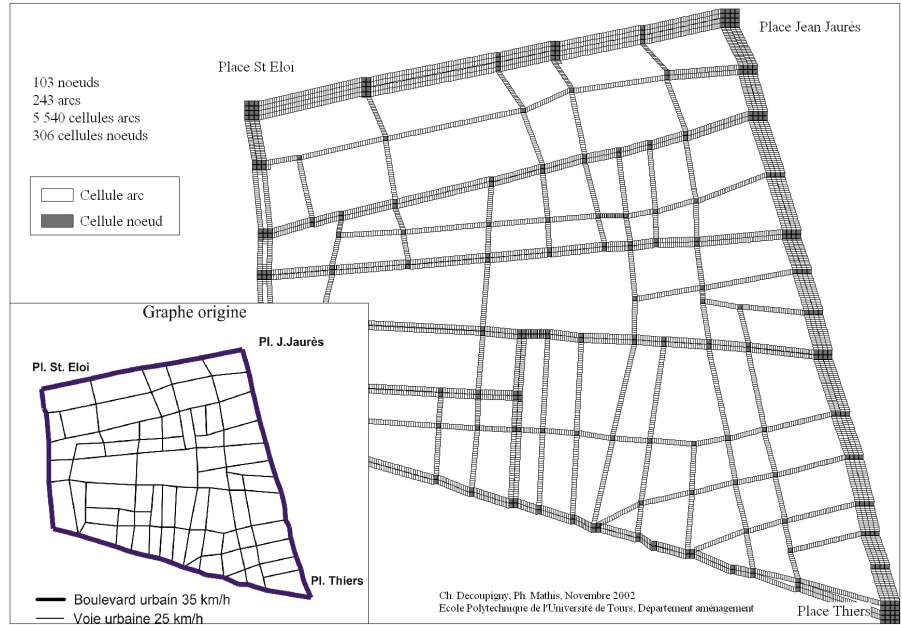 Place Jean Jaurès
Place St Eloi
103 noeuds
243 arcs
5 540 cellules arcs
306 cellules noeuds
Cellule arc
Cellule noeud
Graphe origine
Pl. J.Jaurès
Pl. St. Eloi
Pl. Thiers
Boulevard urbain 35 km/h
Voie urbaine 25 km/h
Ch. Decoupigny, Ph. Mathis, Novembre 2002
Ecole Polytechnique de l'Université de Tours, Département aménagement
Place Thiers